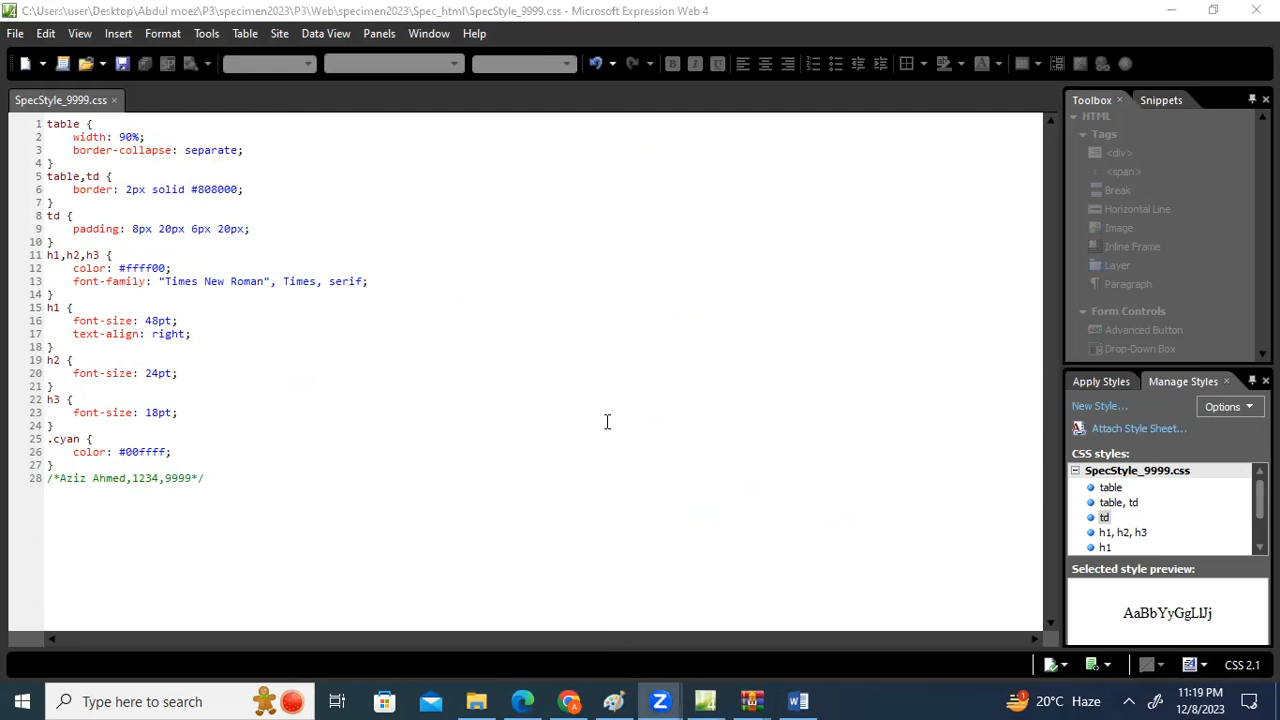 C:\Users\user\Desktop\Abdul moez\P3\specimen2023\P3\Web\specimen2023\Spec_html\SpecStyle_9999.css - Microsoft Expression Web 4
File Edit View Insert Format Tools Table Site Data View Panels Window Help
B I U
SpecStyle_9999.css ×
1 table {
2 width: 90%;
3 border-collapse: separate;
4 }
5 table,td {
6 border: 2px solid #808000;
7 }
8 td {
9 padding: 8px 20px 6px 20px;
10 }
11 h1,h2,h3 {
12 color: #ffff00;
13 font-family: "Times New Roman", Times, serif;
14 }
15 h1 {
16 font-size: 48pt;
17 text-align: right;
18 }
19 h2 {
20 font-size: 24pt;
21 }
22 h3 {
23 font-size: 18pt;
24 }
25 .cyan {
26 color: #00ffff;
27 }
28 /*Aziz Ahmed,1234,9999*/
Toolbox × Snippets
HTML
Tags
<div>
<span>
Break
Horizontal Line
Image
Inline Frame
Layer
Paragraph
Form Controls
Advanced Button
Drop-Down Box
Apply Styles Manage Styles ×
New Style... Options
Attach Style Sheet...
CSS styles:
SpecStyle_9999.css
table
table, td
td
h1, h2, h3
h1
Selected style preview:
AaBbYyGgLlJj
CSS 2.1
Type here to search
20°C Haze
11:19 PM
12/8/2023